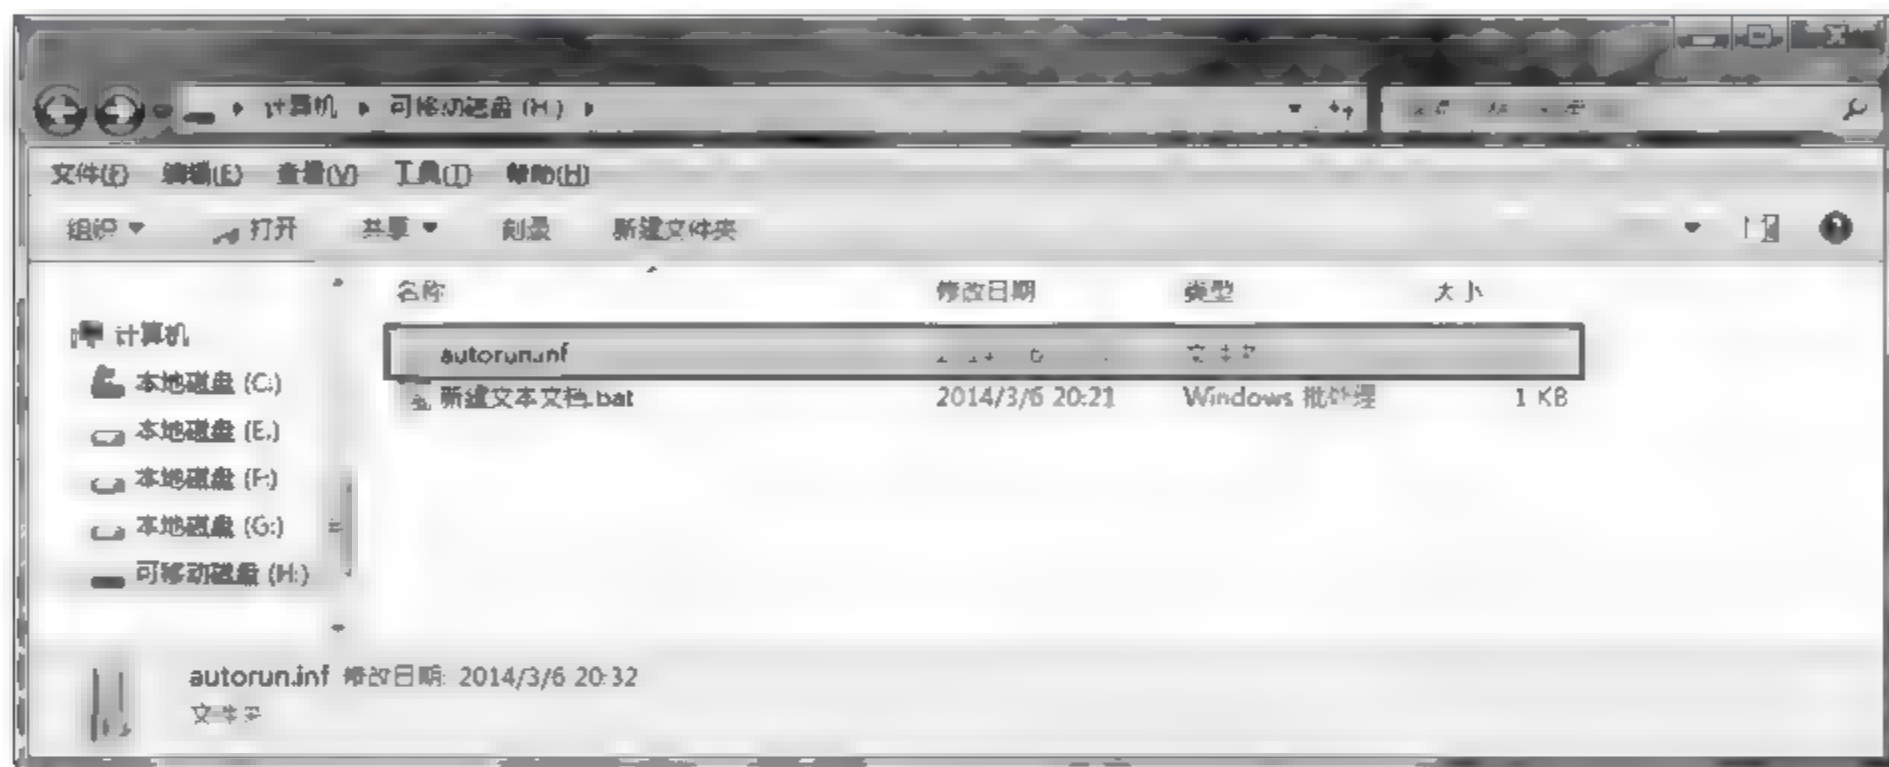 计算机 ▸ 可移动磁盘 (H:) ▸
文件(F) 编辑(E) 查看(V) 工具(T) 帮助(H)
组织 打开 共享 刻录 新建文件夹
名称 修改日期 类型 大小
计算机
autorun.inf
本地磁盘 (C:)
新建文本文档.bat 2014/3/6 20:21 Windows 批处理 1 KB
本地磁盘 (E:)
本地磁盘 (F:)
本地磁盘 (G:)
可移动磁盘 (H:)
autorun.inf 修改日期: 2014/3/6 20:32
文件夹